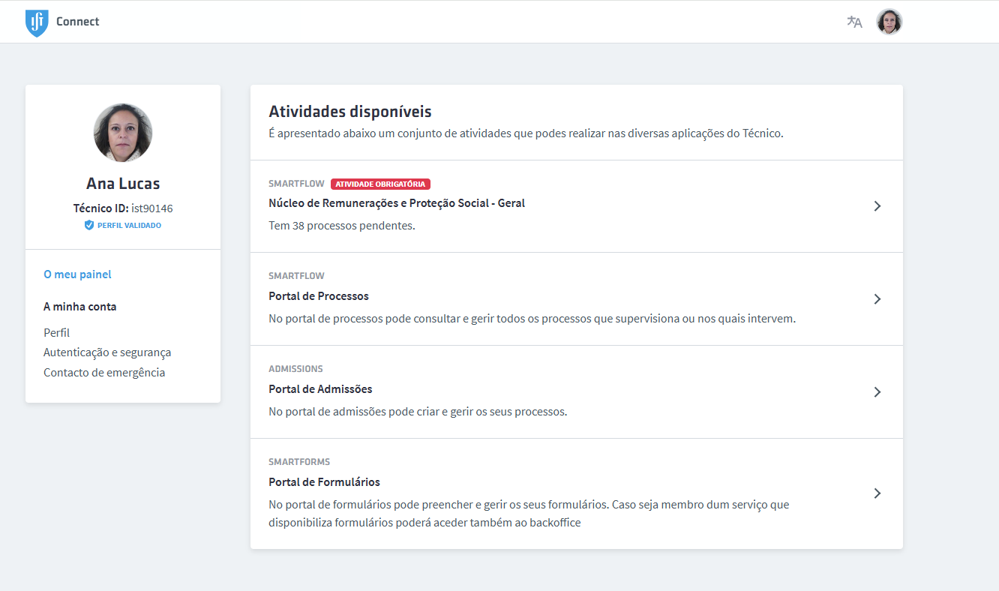 Connect
Ana Lucas
Técnico ID: ist90146
PERFIL VALIDADO
O meu painel
A minha conta
Perfil
Autenticação e segurança
Contacto de emergência
Atividades disponíveis
É apresentado abaixo um conjunto de atividades que podes realizar nas diversas aplicações do Técnico.
SMARTFLOW ATIVIDADE OBRIGATÓRIA
Núcleo de Remunerações e Proteção Social - Geral
Tem 38 processos pendentes.
SMARTFLOW
Portal de Processos
No portal de processos pode consultar e gerir todos os processos que supervisiona ou nos quais intervem.
ADMISSIONS
Portal de Admissões
No portal de admissões pode criar e gerir os seus processos.
SMARTFORMS
Portal de Formulários
No portal de formulários pode preencher e gerir os seus formulários. Caso seja membro dum serviço que
disponibiliza formulários poderá aceder também ao backoffice